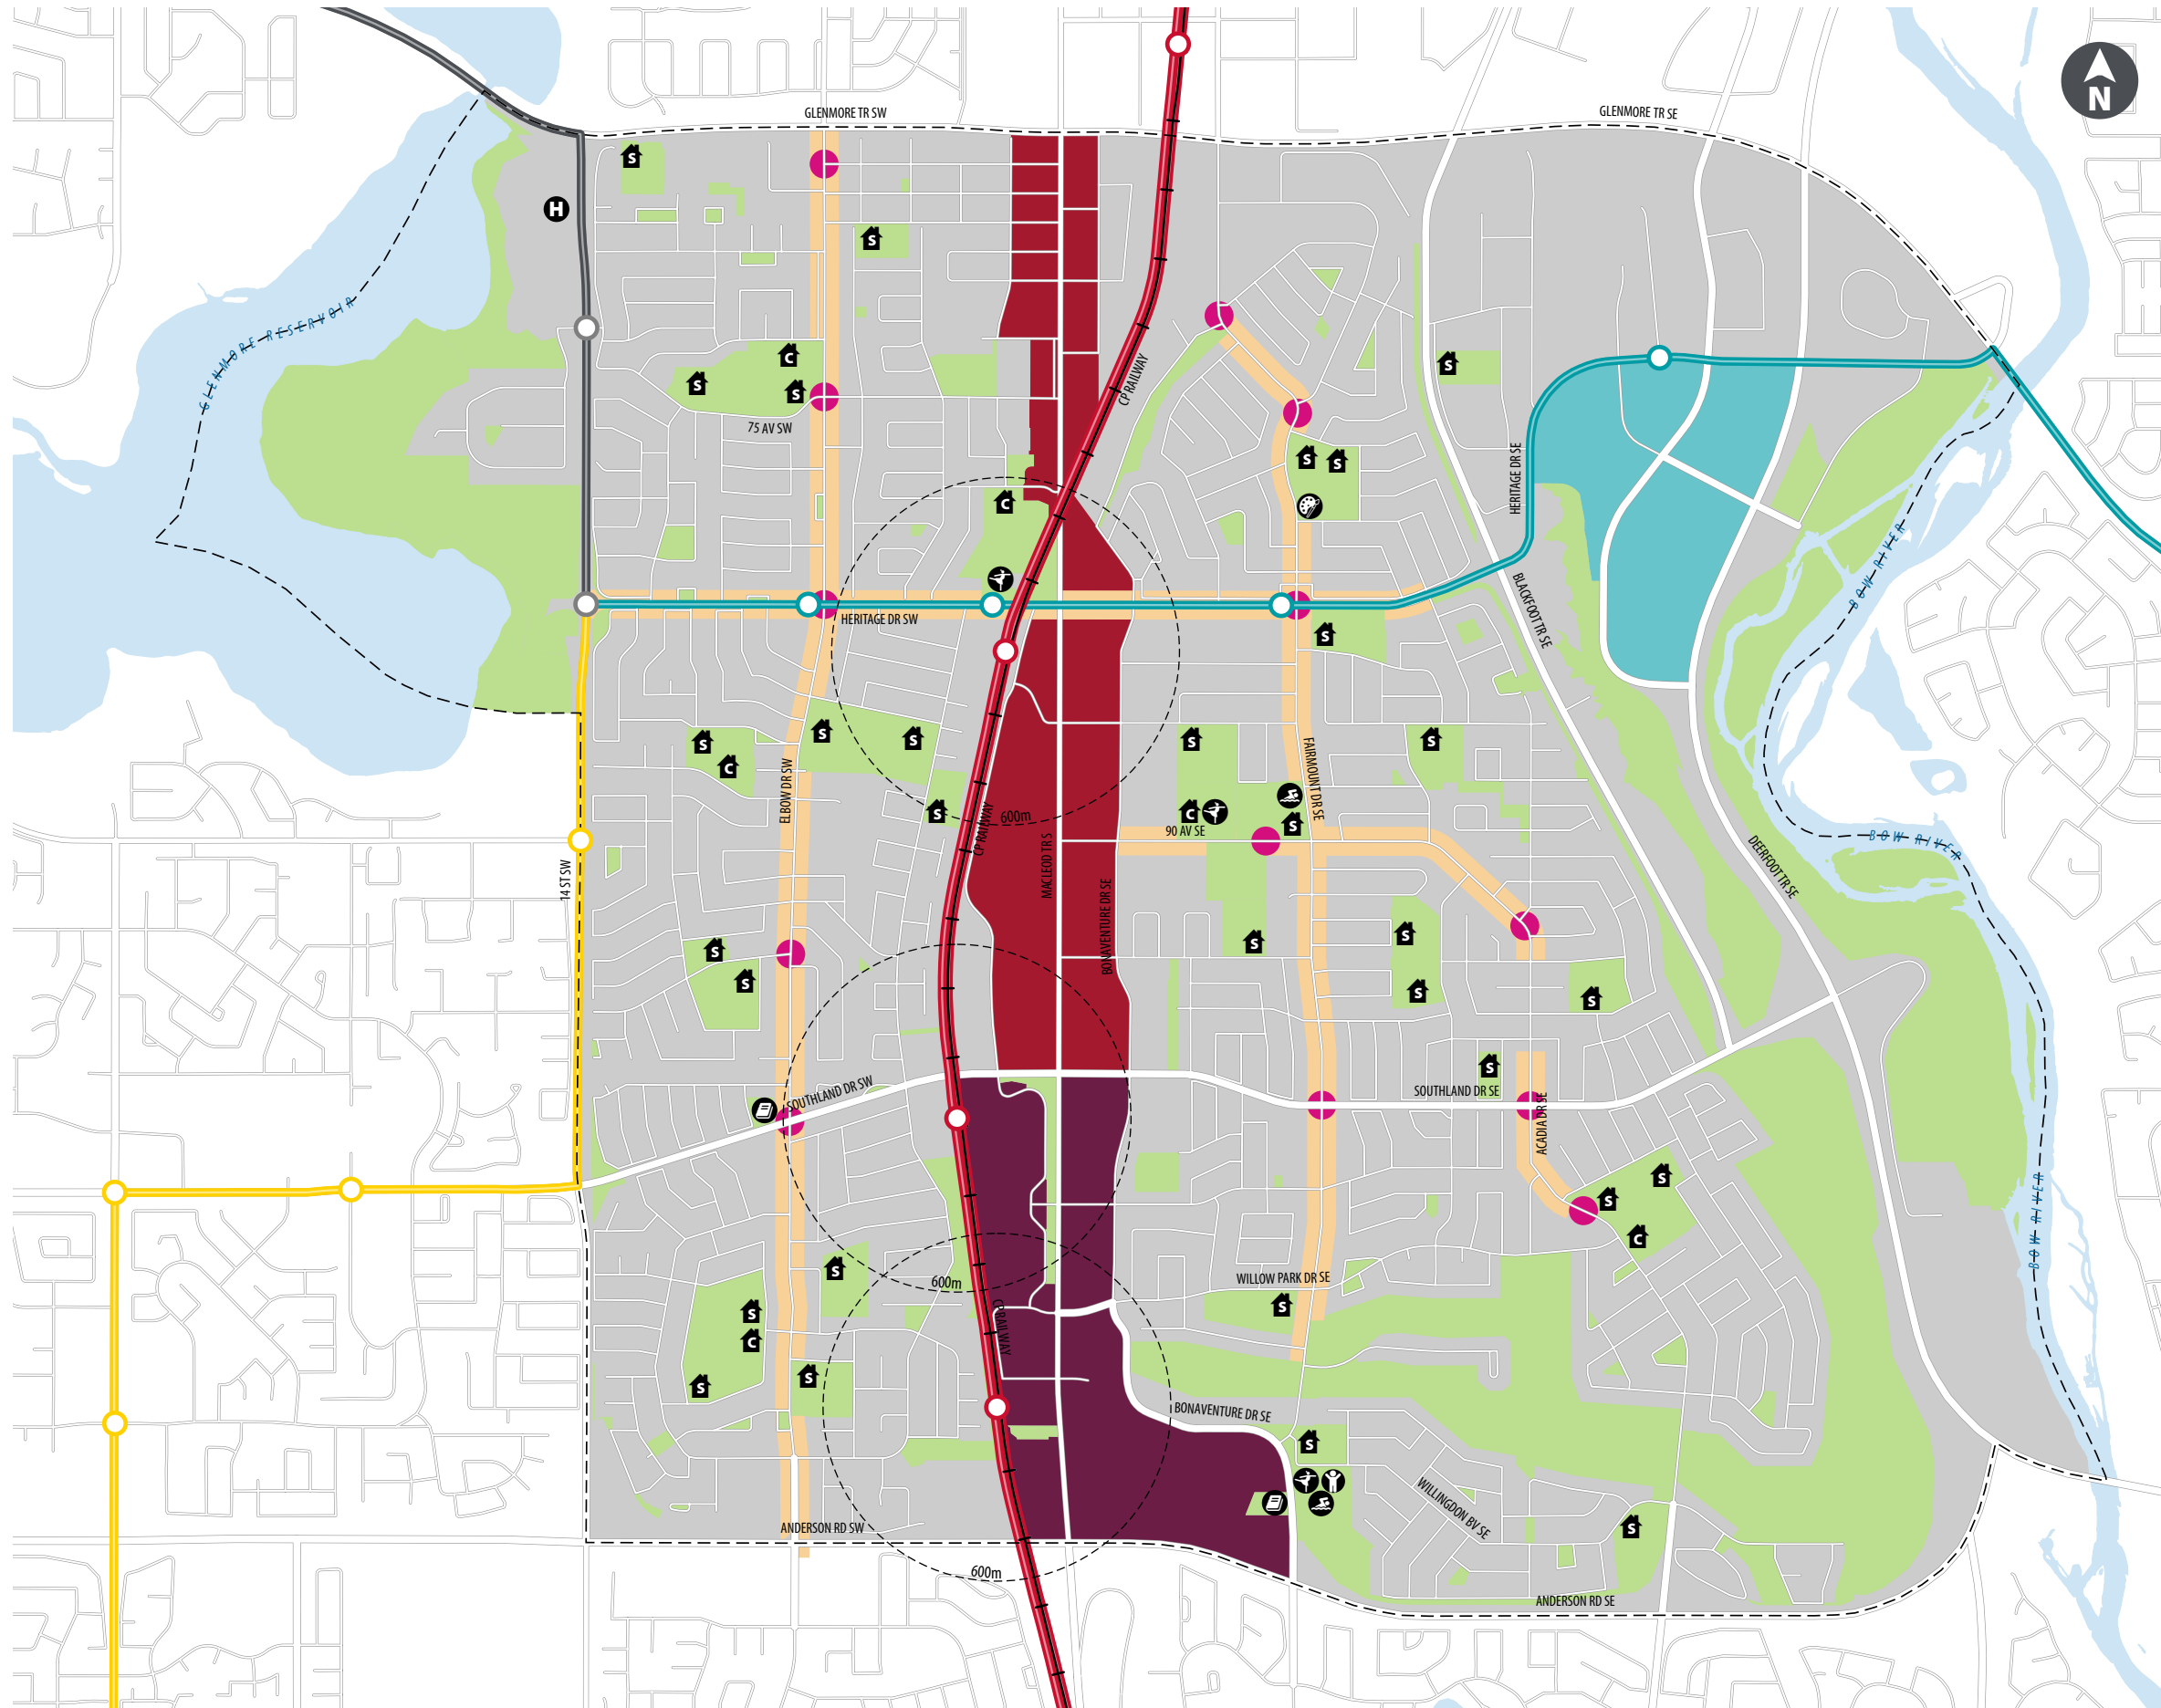 GLENMORE TR SW
GLENMORE TR SE
N
S
H
S
GLENMORE RESERVOIR
CP RAILWAY
C
S
S
S
75 AV SW
HERITAGE DR SE
S
S
C
BOW RIVER
HERITAGE DR SW
BLACKFOOT TR SE
S
S
C
S
S
S
S
ELBOW DR SW
FAIRMOUNT DR SE
S
600m
C
S
90 AV SE
CP RAILWAY
MACLEOD TR S
14 ST SW
BONAVENTURE DR SE
DEERFOOT TR SE
BOW RIVER
S
S
S
S
S
S
S
SOUTHLAND DR SW
SOUTHLAND DR SE
ACADIA DR SE
S
S
C
BOW RIVER
S
600m
WILLOW PARK DR SE
S
S
C
S
S
CP RAILWAY
BONAVENTURE DR SE
S
WILLINGDON BV SE
S
ANDERSON RD SW
600m
ANDERSON RD SE